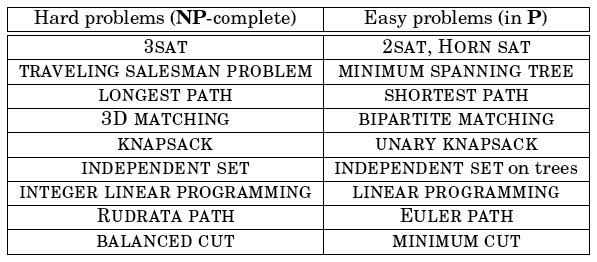 Hard problems (NP-complete) Easy problems (in P)
3SAT 2SAT, HORN SAT
TRAVELING SALESMAN PROBLEM MINIMUM SPANNING TREE
LONGEST PATH SHORTEST PATH
3D MATCHING BIPARTITE MATCHING
KNAPSACK UNARY KNAPSACK
INDEPENDENT SET INDEPENDENT SET on trees
INTEGER LINEAR PROGRAMMING LINEAR PROGRAMMING
RUDRATA PATH EULER PATH
BALANCED CUT MINIMUM CUT